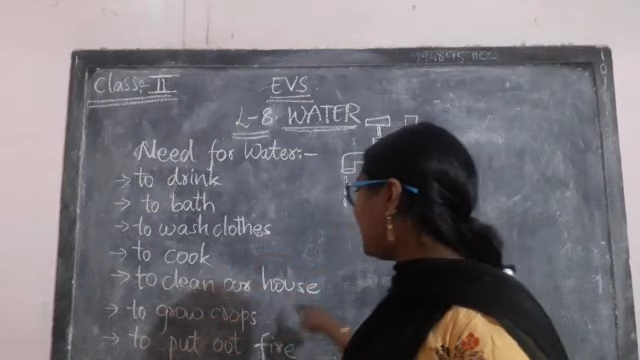 Class:- II
EVS
L-8. WATER
Need for Water:-
→ to drink
→ to bath
→ to wash clothes
→ to cook
→ to clean our house
→ to grow crops
→ to put out fire